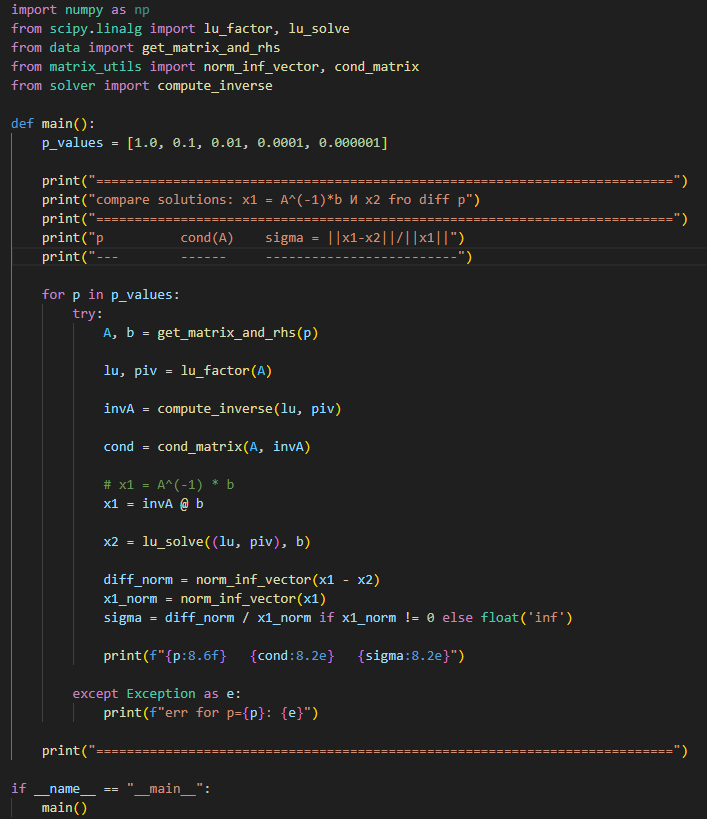 import numpy as np
from scipy.linalg import lu_factor, lu_solve
from data import get_matrix_and_rhs
from matrix_utils import norm_inf_vector, cond_matrix
from solver import compute_inverse

def main():
    p_values = [1.0, 0.1, 0.01, 0.0001, 0.000001]

    print("===========================================================================")
    print("compare solutions: x1 = A^(-1)*b И x2 fro diff p")
    print("===========================================================================")
    print("p          cond(A)    sigma = ||x1-x2||/||x1||")
    print("---        ------     -------------------------")

    for p in p_values:
        try:
            A, b = get_matrix_and_rhs(p)

            lu, piv = lu_factor(A)

            invA = compute_inverse(lu, piv)

            cond = cond_matrix(A, invA)

            # x1 = A^(-1) * b
            x1 = invA @ b

            x2 = lu_solve((lu, piv), b)

            diff_norm = norm_inf_vector(x1 - x2)
            x1_norm = norm_inf_vector(x1)
            sigma = diff_norm / x1_norm if x1_norm != 0 else float('inf')

            print(f"{p:8.6f}   {cond:8.2e}   {sigma:8.2e}")

        except Exception as e:
            print(f"err for p={p}: {e}")

    print("===========================================================================")

if __name__ == "__main__":
    main()